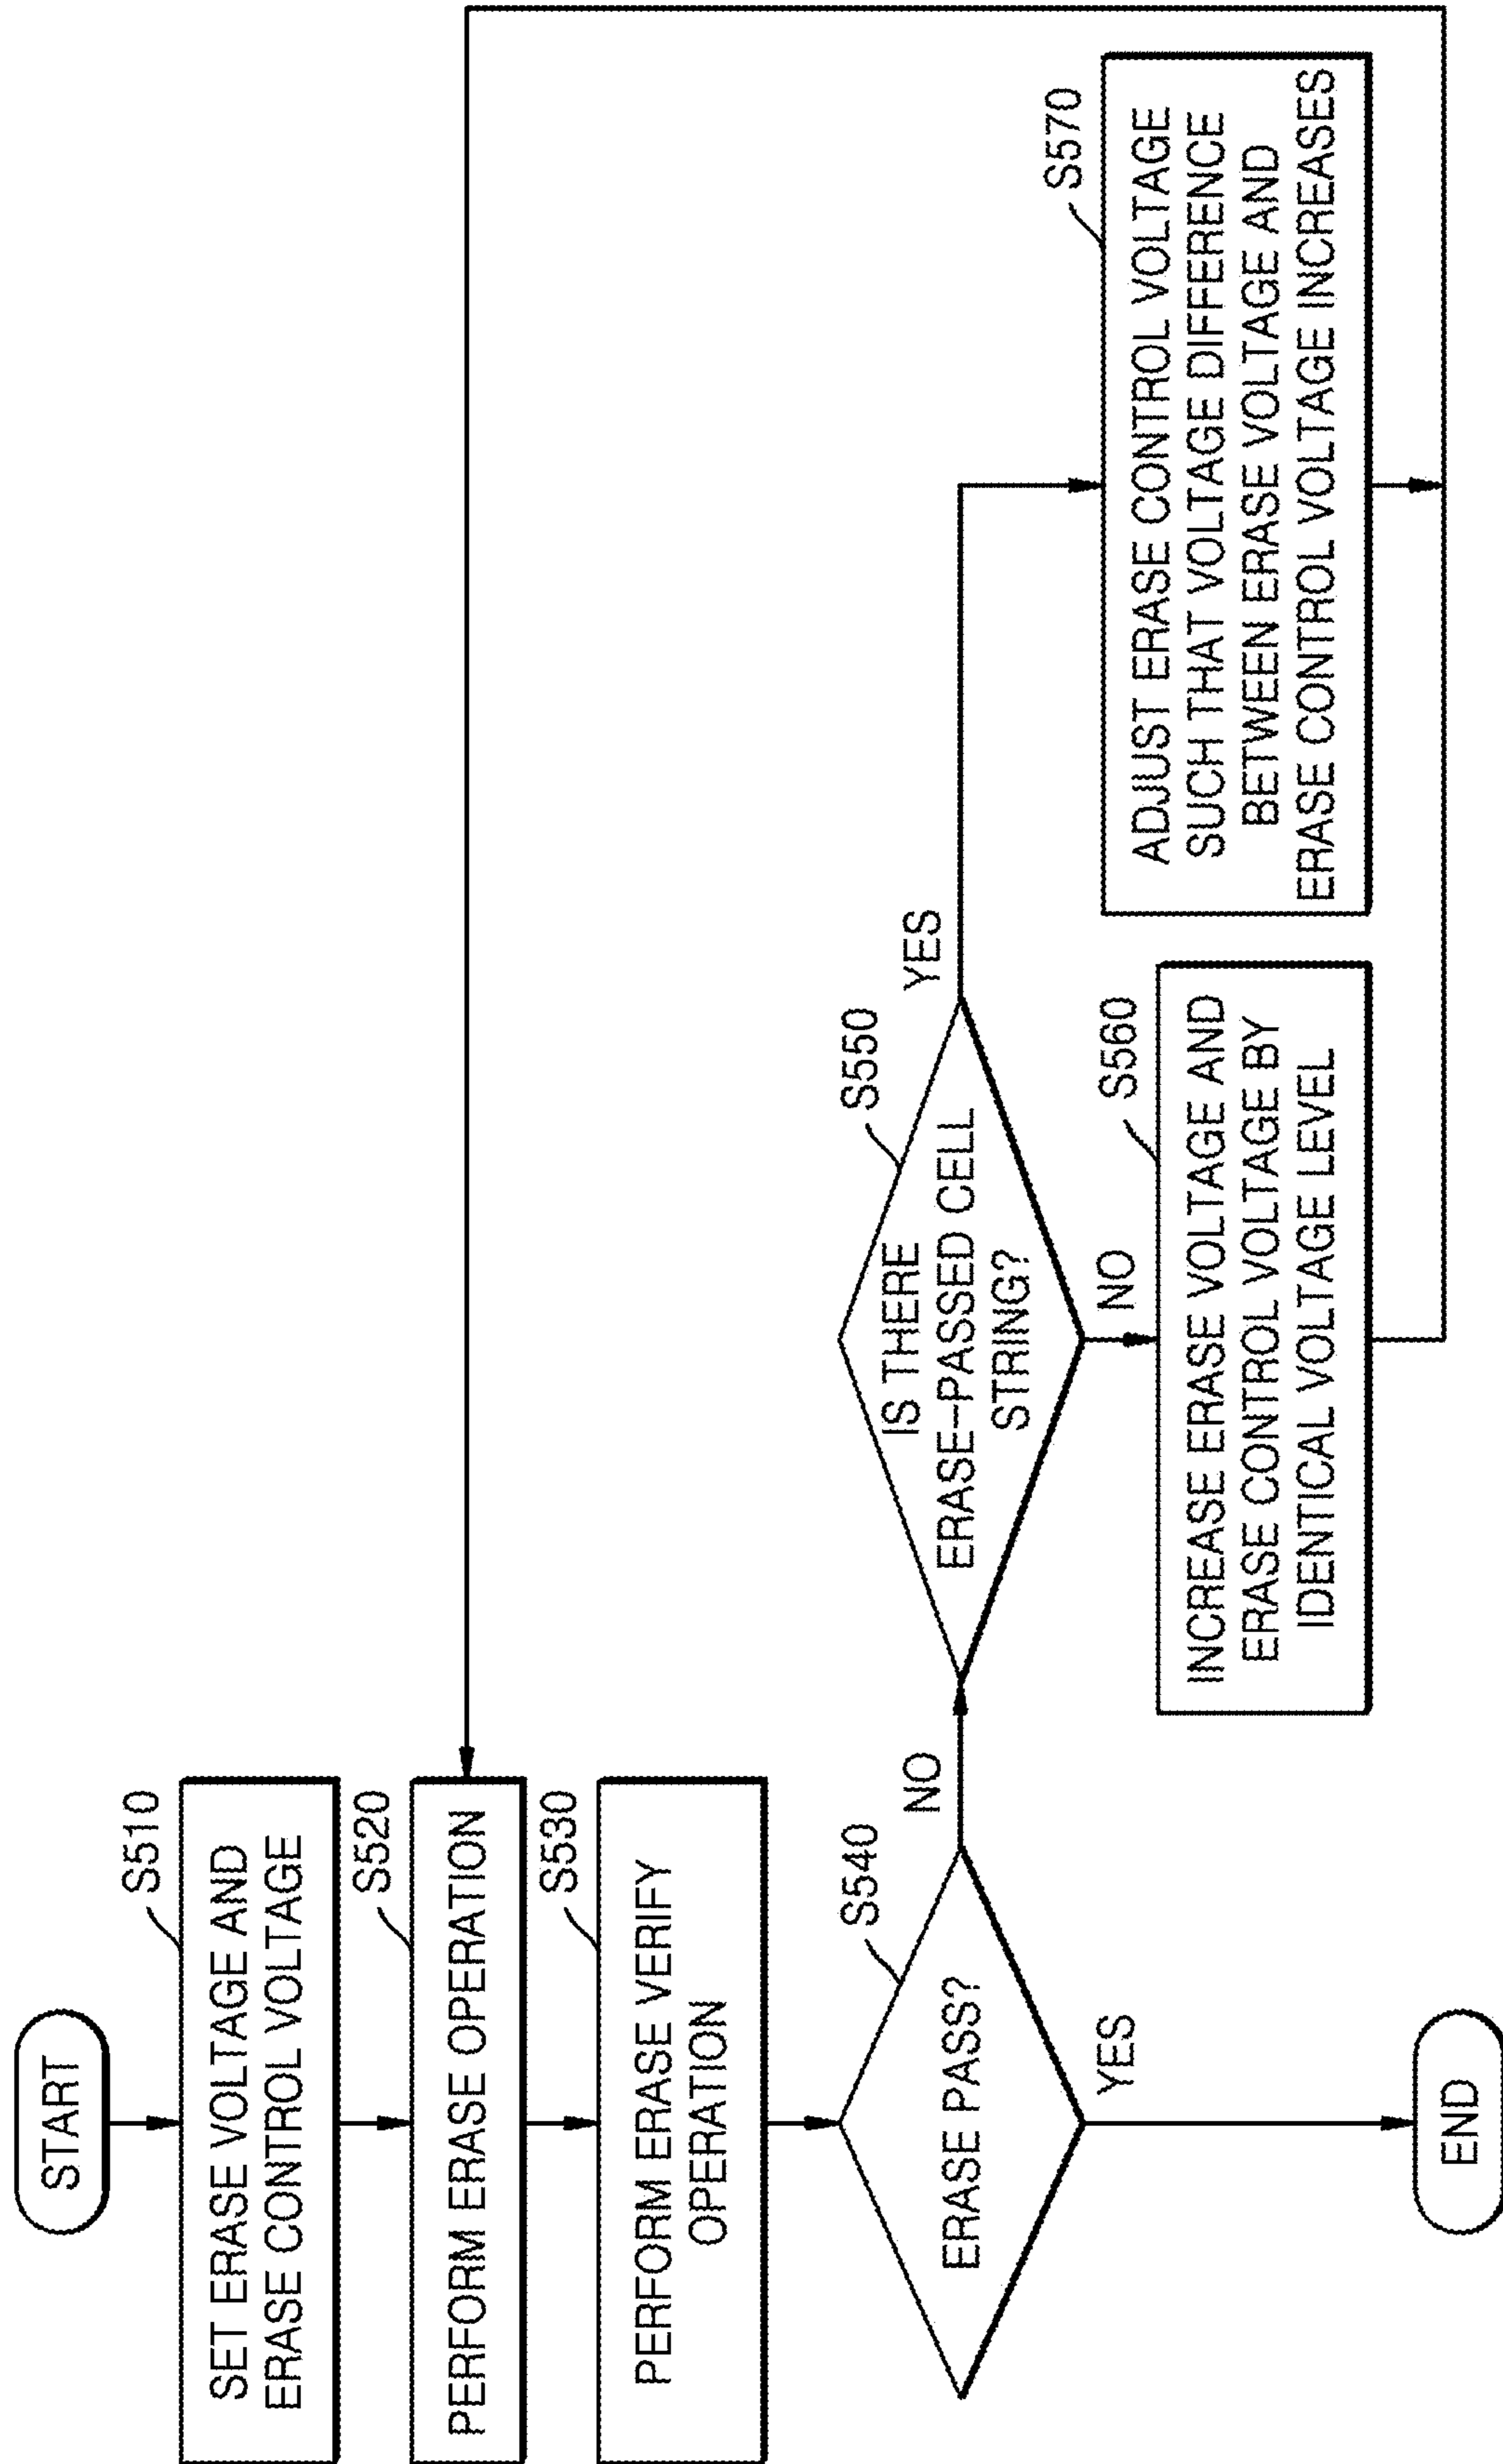 START
S510
SET ERASE VOLTAGE AND
ERASE CONTROL VOLTAGE
S520
PERFORM ERASE OPERATION
S530
PERFORM ERASE VERIFY
OPERATION
S540
ERASE PASS?
NO
YES
S550
IS THERE
ERASE-PASSED CELL
STRING?
YES
NO
S560
INCREASE ERASE VOLTAGE AND
ERASE CONTROL VOLTAGE BY
IDENTICAL VOLTAGE LEVEL
S570
ADJUST ERASE CONTROL VOLTAGE
SUCH THAT VOLTAGE DIFFERENCE
BETWEEN ERASE VOLTAGE AND
ERASE CONTROL VOLTAGE INCREASES
END